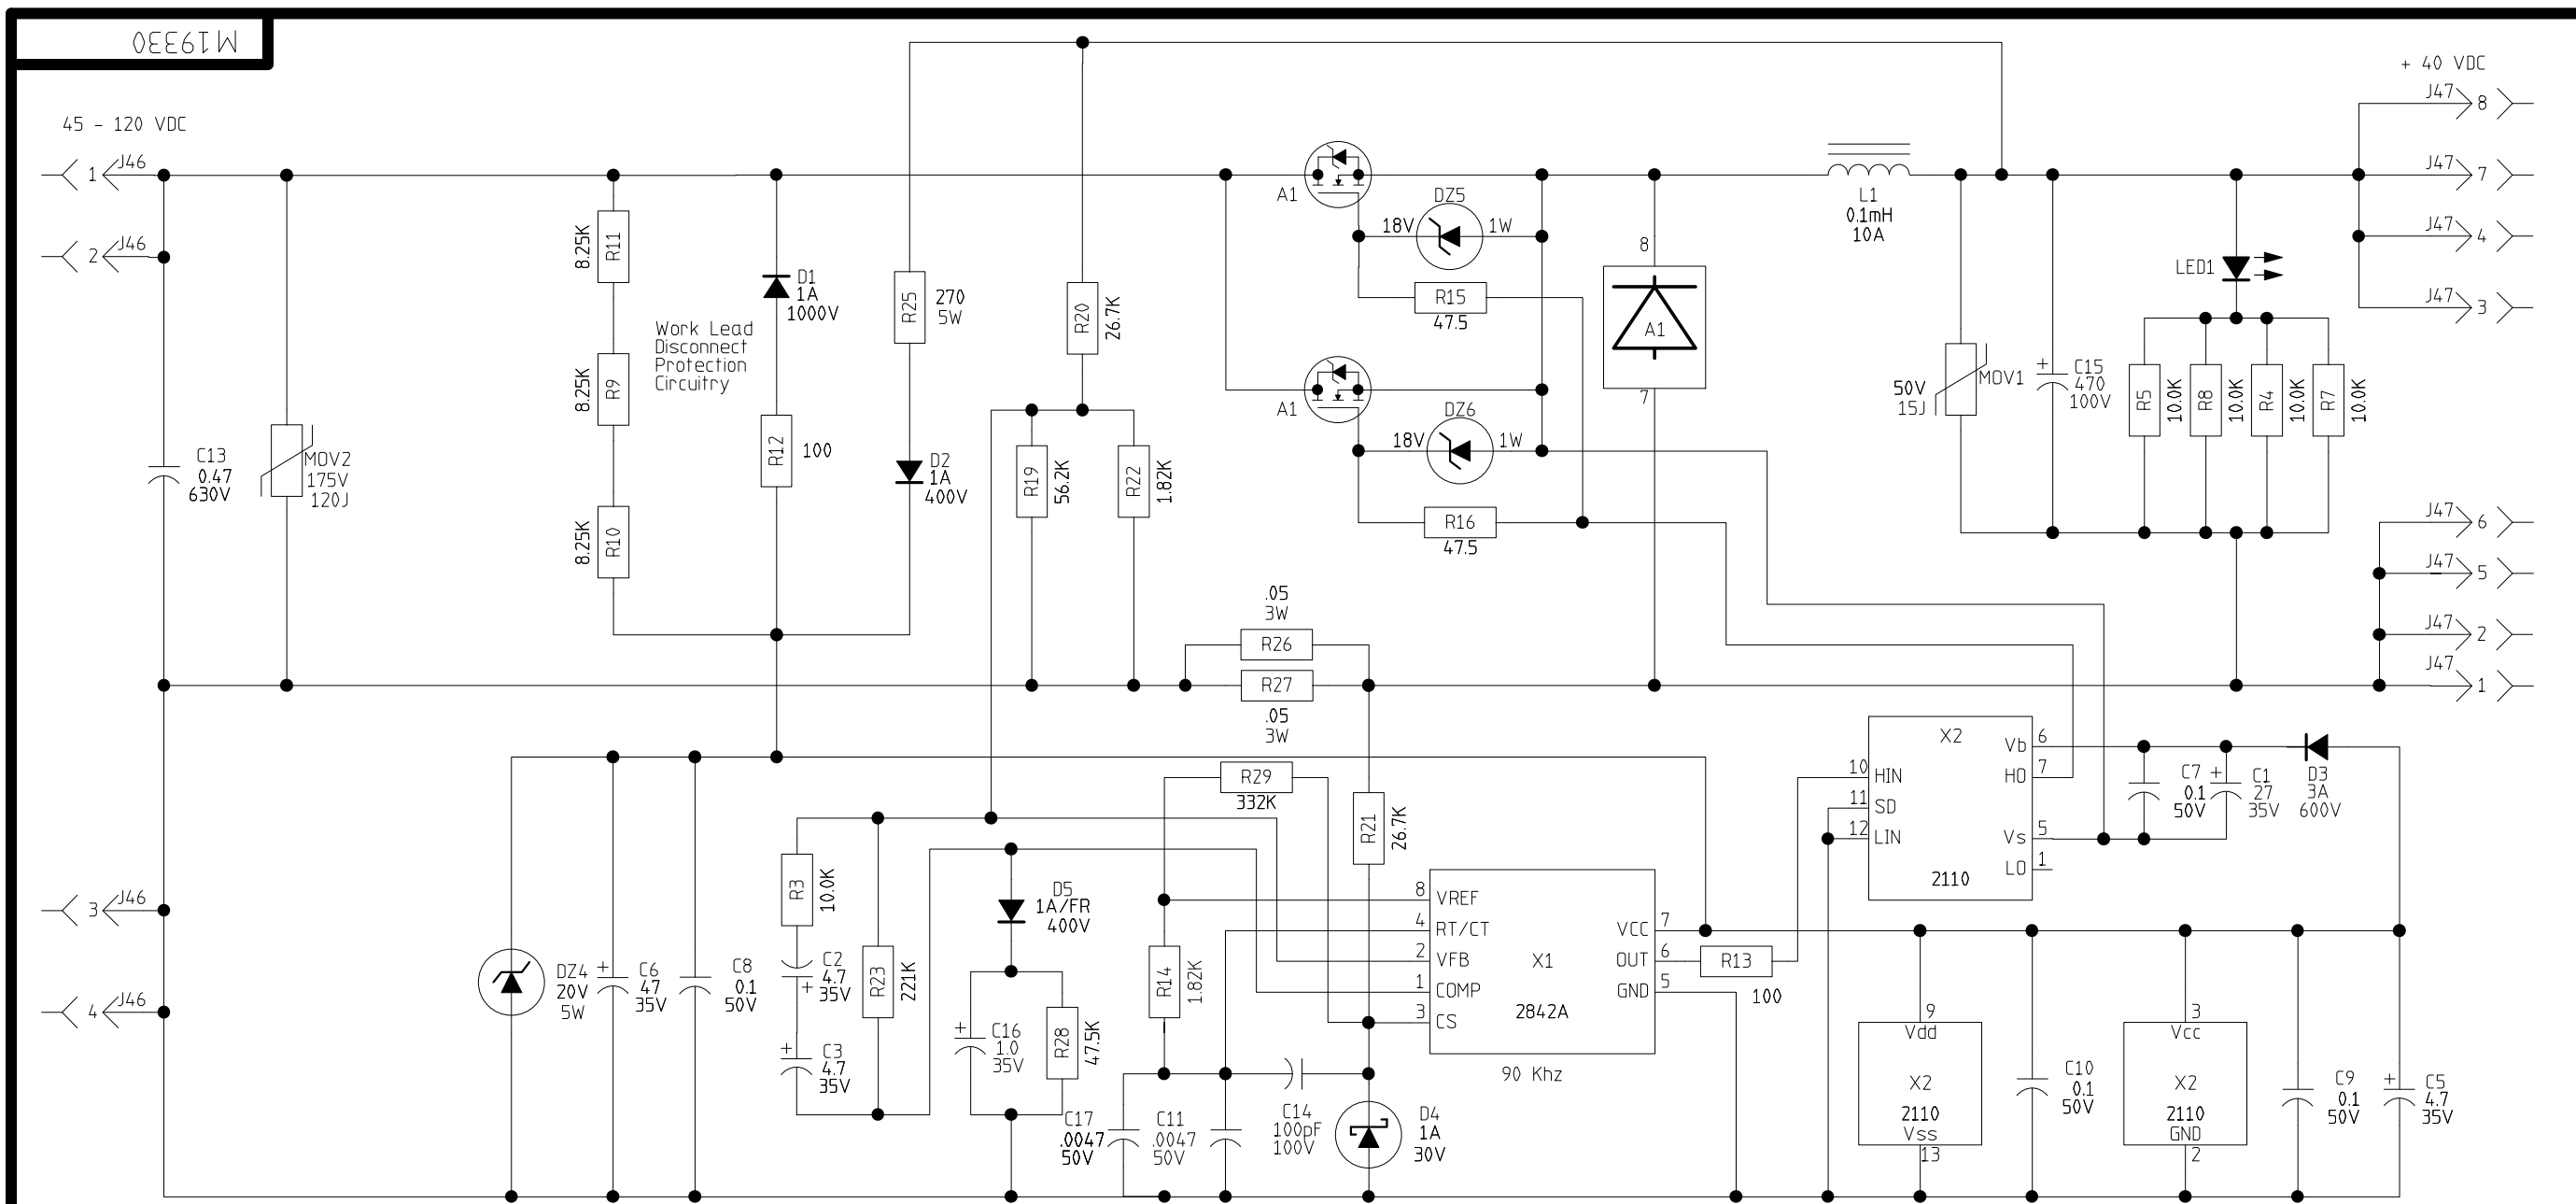 M19330
+ 40 VDC
45 - 120 VDC
1 J46
2 J46
3 J46
4 J46
J47 8
J47 7
J47 4
J47 3
J47 6
J47 5
J47 2
J47 1
C13
0.47
630V
MOV2
175V
120J
R11
8.25K
R9
8.25K
R10
8.25K
Work Lead
Disconnect
Protection
Circuitry
D1
1A
1000V
R12
100
R25
270
5W
D2
1A
400V
R20
26.7K
R19
56.2K
R22
1.82K
A1
DZ5
18V
1W
R15
47.5
A1
DZ6
18V
1W
R16
47.5
8
A1
7
L1
0.1mH
10A
MOV1
50V
15J
C15
+
470
100V
LED1
R5
10.0K
R8
10.0K
R4
10.0K
R7
10.0K
.05
3W
R26
R27
.05
3W
R29
332K
R21
26.7K
DZ4
20V
5W
+
C6
47
35V
C8
0.1
50V
R3
10.0K
C2
4.7
35V
+
+
C3
4.7
35V
R23
221K
D5
1A/FR
400V
+
C16
1.0
35V
R28
47.5K
R14
1.82K
C17
.0047
50V
C11
.0047
50V
C14
100pF
100V
D4
1A
30V
8 VREF
4 RT/CT
2 VFB
1 COMP
3 CS
VCC 7
OUT 6
GND 5
X1
2842A
90 Khz
R13
100
X2
2110
10 HIN
11 SD
12 LIN
Vb 6
HO 7
Vs 5
LO 1
C7
0.1
50V
+
C1
27
35V
D3
3A
600V
9
Vdd
X2
2110
Vss
13
C10
0.1
50V
3
Vcc
X2
2110
GND
2
C9
0.1
50V
+
C5
4.7
35V